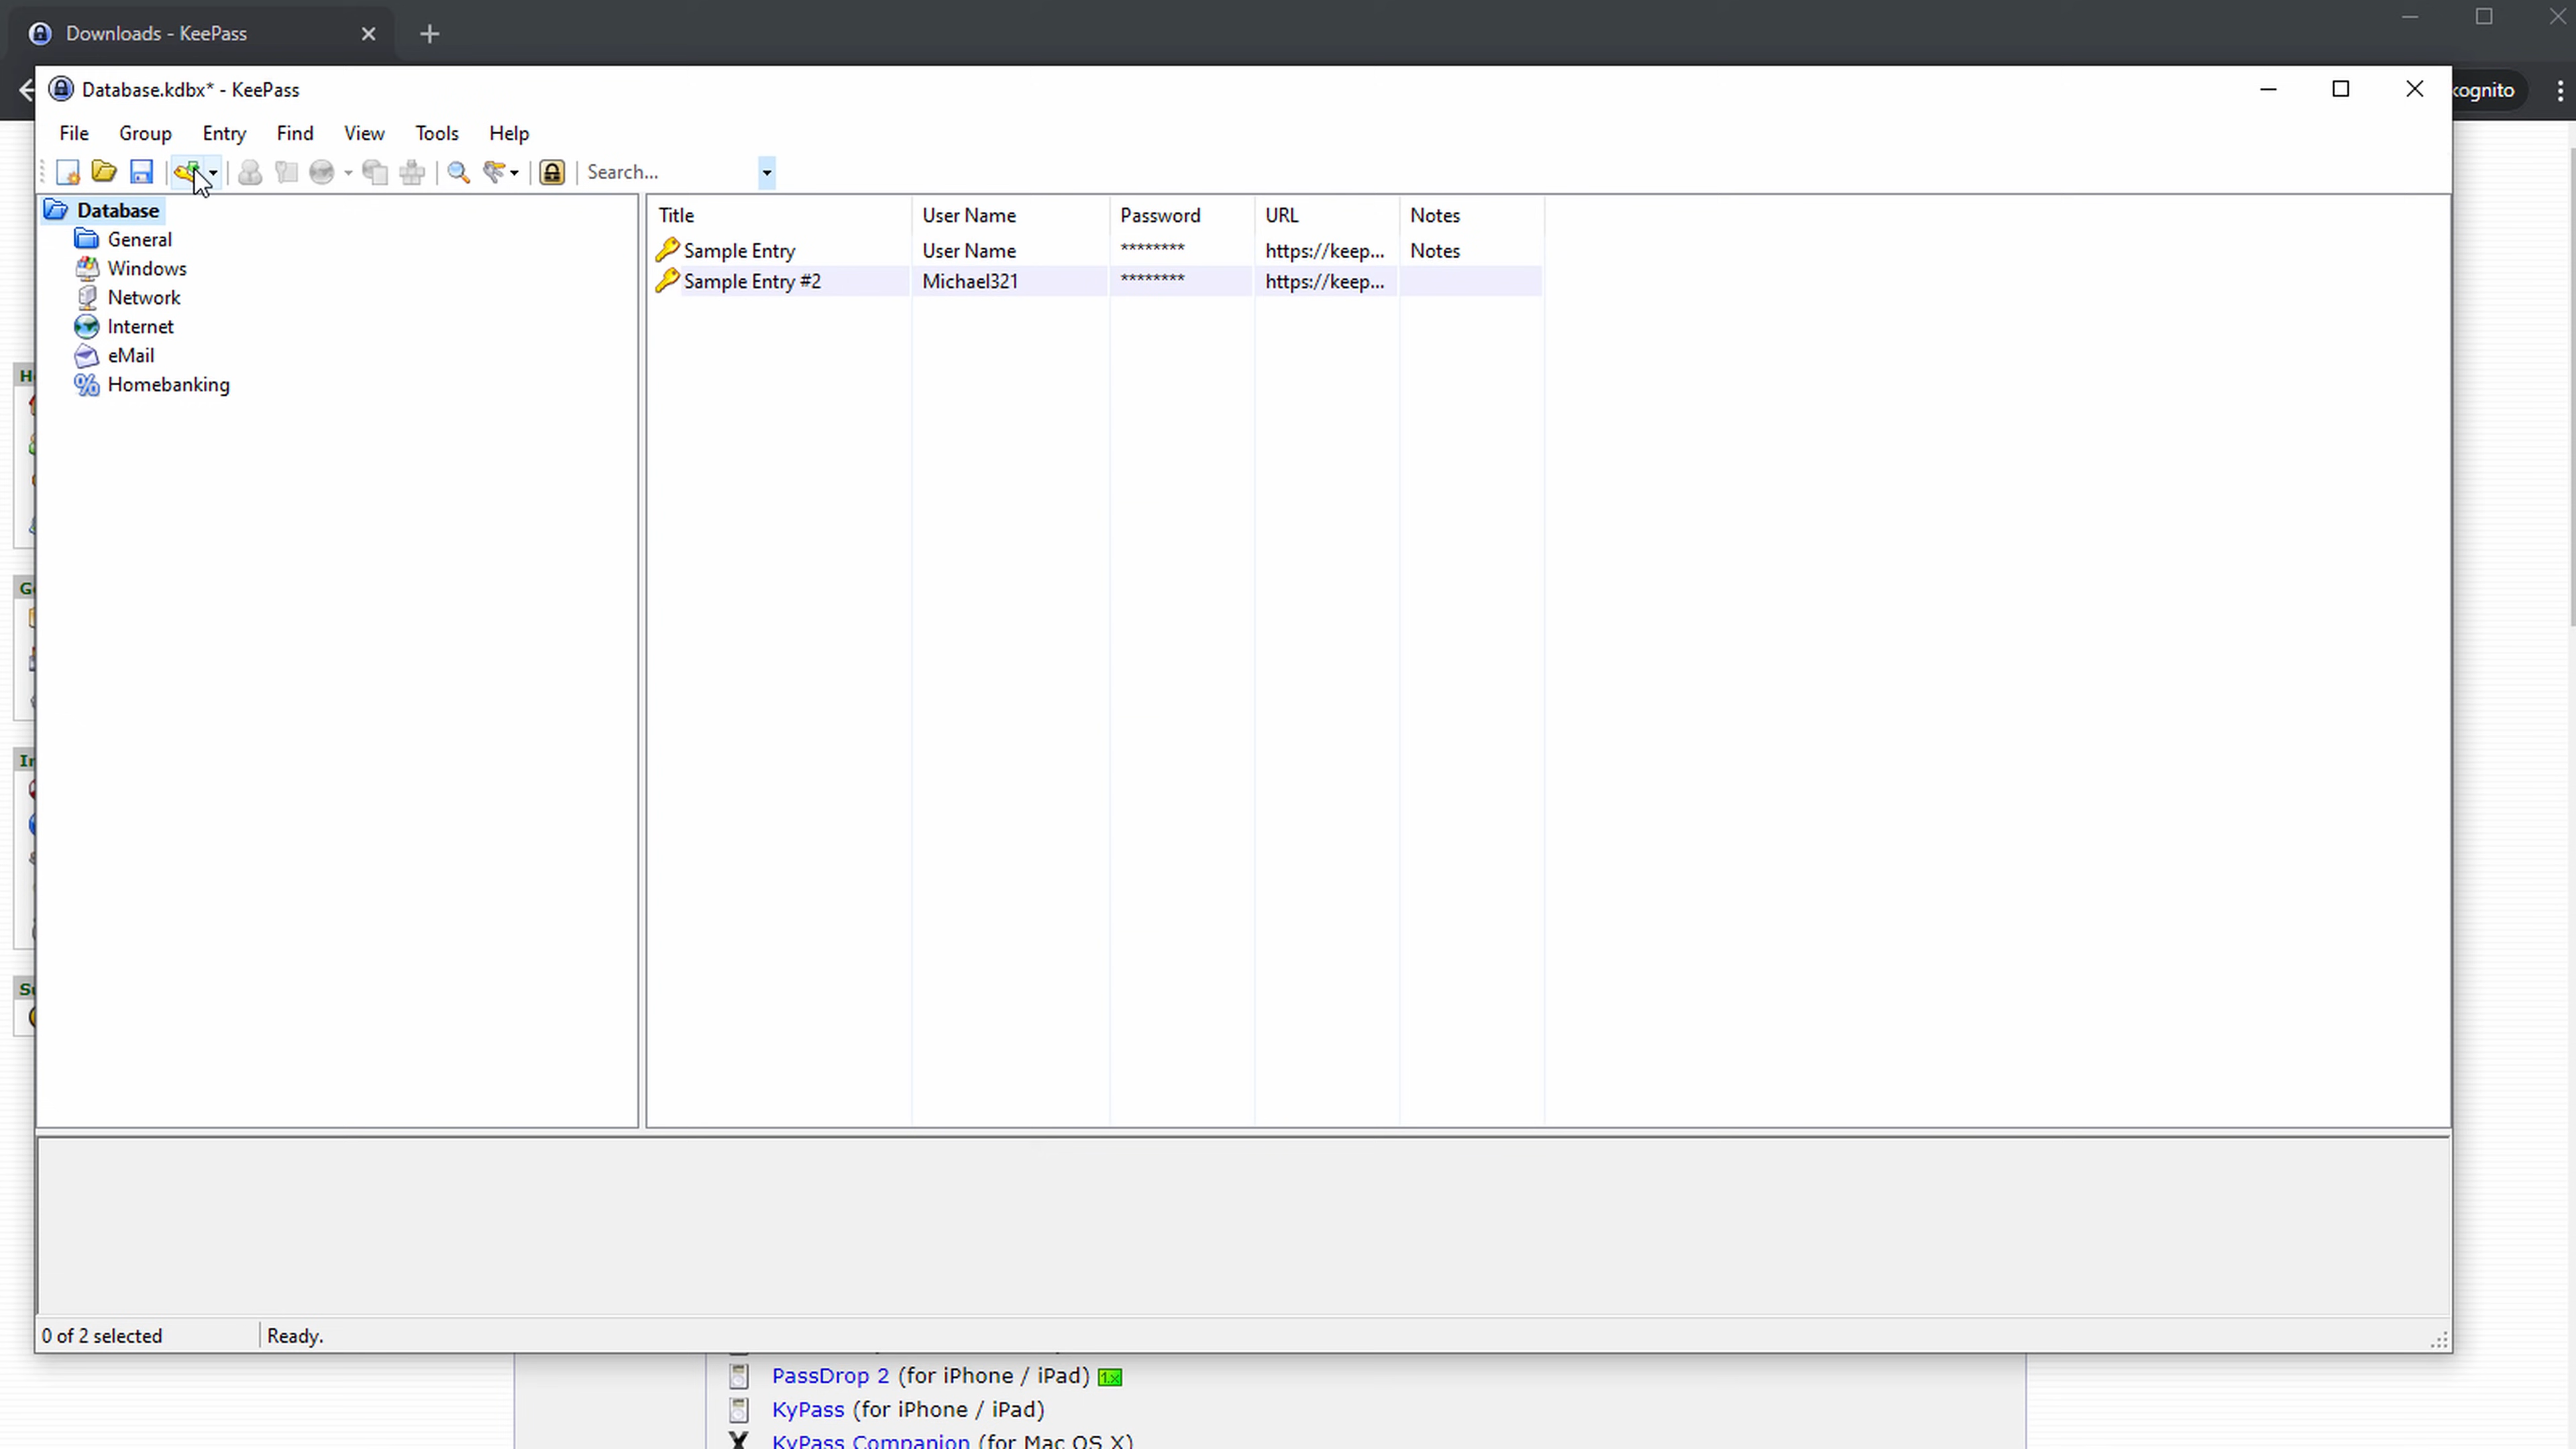 Downloads - KeePass
Database.kdbx* - KeePass
kognito
File Group Entry Find View Tools Help
Search...
Database
General
Windows
Network
Internet
eMail
Homebanking
Title User Name Password URL Notes
Sample Entry User Name ******** https://keep... Notes
Sample Entry #2 Michael321 ******** https://keep...
0 of 2 selected Ready.
PassDrop 2 (for iPhone / iPad) 1.x
KyPass (for iPhone / iPad)
KyPass Companion (for Mac OS X)